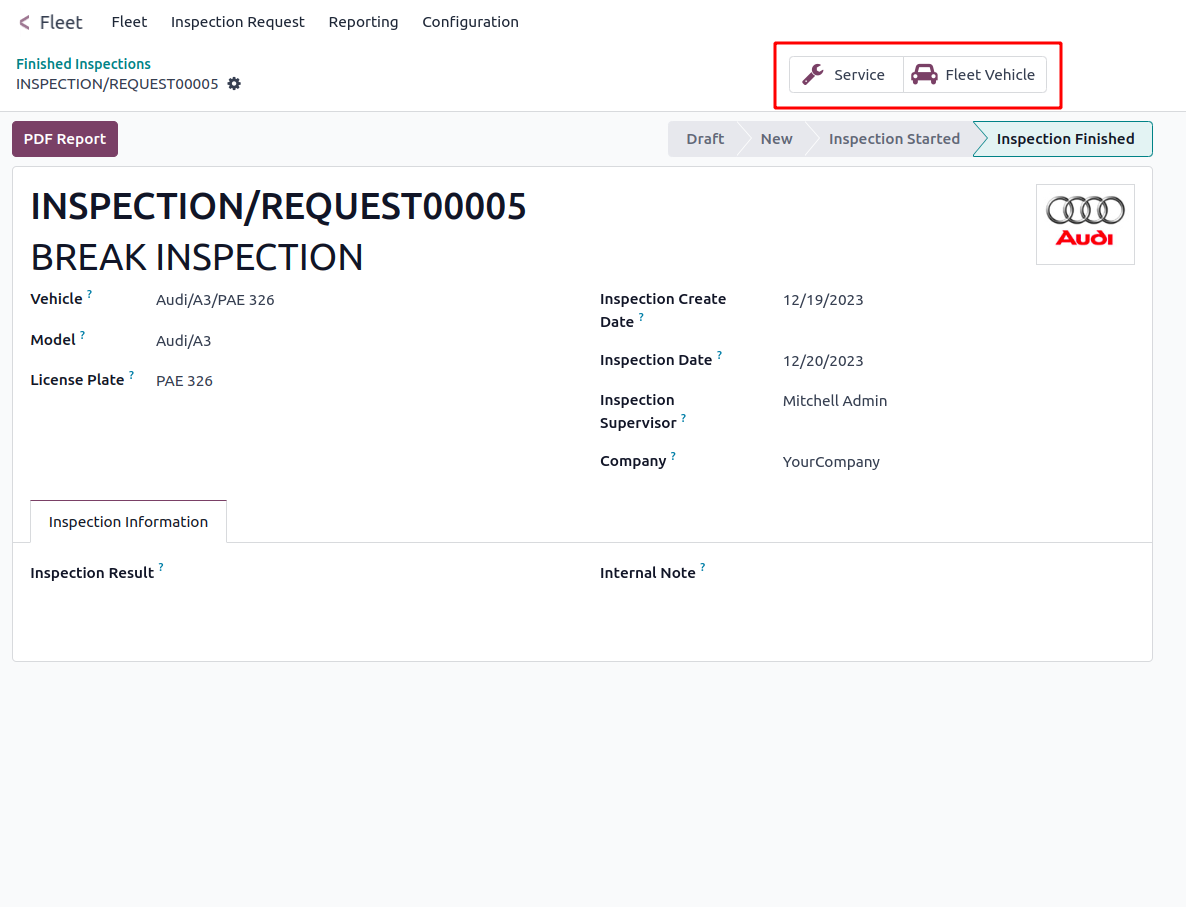 Fleet Fleet Inspection Request Reporting Configuration
Finished Inspections
INSPECTION/REQUEST00005
Service Fleet Vehicle
PDF Report Draft New Inspection Started Inspection Finished
INSPECTION/REQUEST00005
Audi
BREAK INSPECTION
Vehicle ? Audi/A3/PAE 326
Model ? Audi/A3
License Plate ? PAE 326
Inspection Create
Date ? 12/19/2023
Inspection Date ? 12/20/2023
Inspection
Supervisor ? Mitchell Admin
Company ? YourCompany
Inspection Information
Inspection Result ?
Internal Note ?